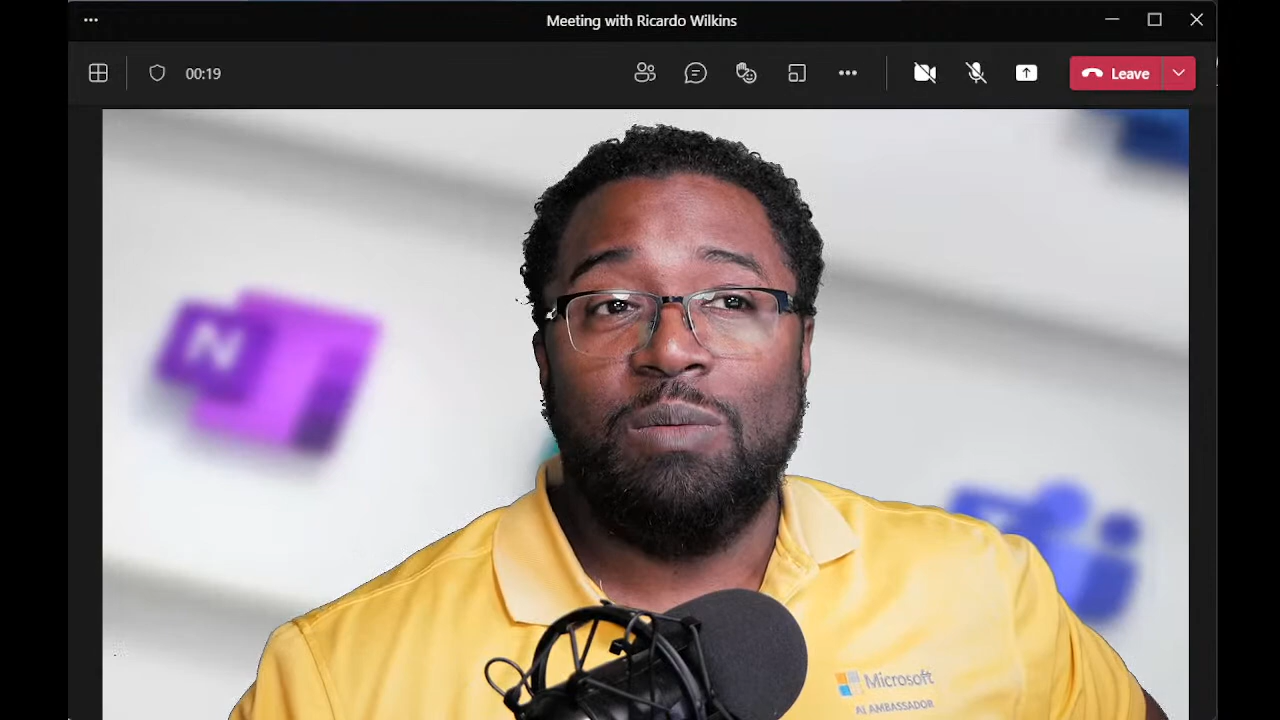 Meeting with Ricardo Wilkins
00:19
Leave
N
Microsoft
AI AMBASSADOR